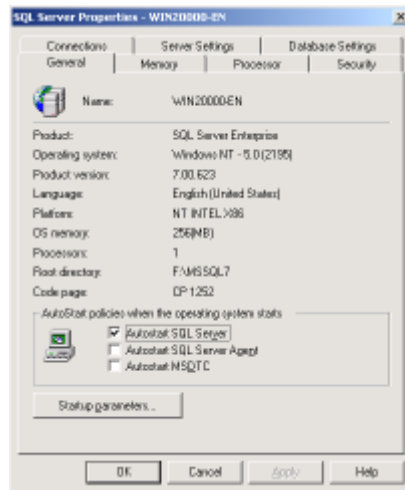 SQL Server Properties - WIN20000-EN
Connections Server Settings Database Settings
General Memory Processor Security
Name: WIN20000-EN
Product: SQL Server Enterprise
Operating system: Windows NT - 5.0 (2195)
Product version: 7.00.623
Language: English (United States)
Platform: NT INTEL X86
OS memory: 256(MB)
Processors: 1
Root directory: F:\MSSQL7
Code page: CP 1252
AutoStart policies when the operating system starts
Autostart SQL Server
Autostart SQL Server Agent
Autostart MSDTC
Startup parameters...
OK Cancel Apply Help